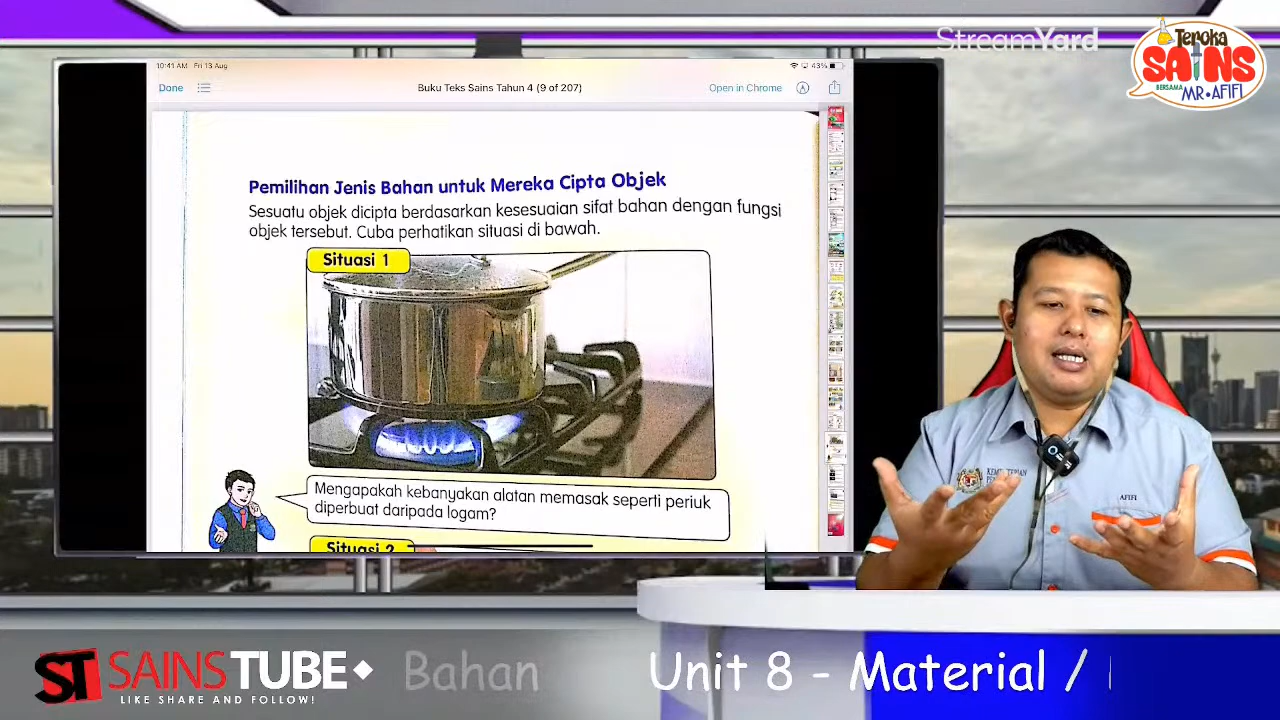 StreamYard
Teroka
SAINS
BERSAMA
MR•AFIFI
10:41 AM Fri 13 Aug
43%
Done
Buku Teks Sains Tahun 4 (9 of 207)
Open in Chrome
Pemilihan Jenis Bahan untuk Mereka Cipta Objek
Sesuatu objek dicipta berdasarkan kesesuaian sifat bahan dengan fungsi
objek tersebut. Cuba perhatikan situasi di bawah.
Situasi 1
Mengapakah kebanyakan alatan memasak seperti periuk
diperbuat daripada logam?
Situasi 2
AFIFI
ST SAINSTUBE
LIKE SHARE AND FOLLOW!
Bahan
Unit 8 - Material /